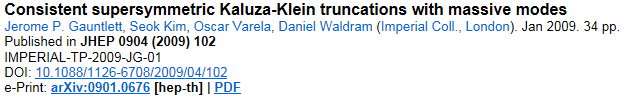 Consistent supersymmetric Kaluza-Klein truncations with massive modes
Jerome P. Gauntlett, Seok Kim, Oscar Varela, Daniel Waldram (Imperial Coll., London). Jan 2009. 34 pp.
Published in JHEP 0904 (2009) 102
IMPERIAL-TP-2009-JG-01
DOI: 10.1088/1126-6708/2009/04/102
e-Print: arXiv:0901.0676 [hep-th] | PDF